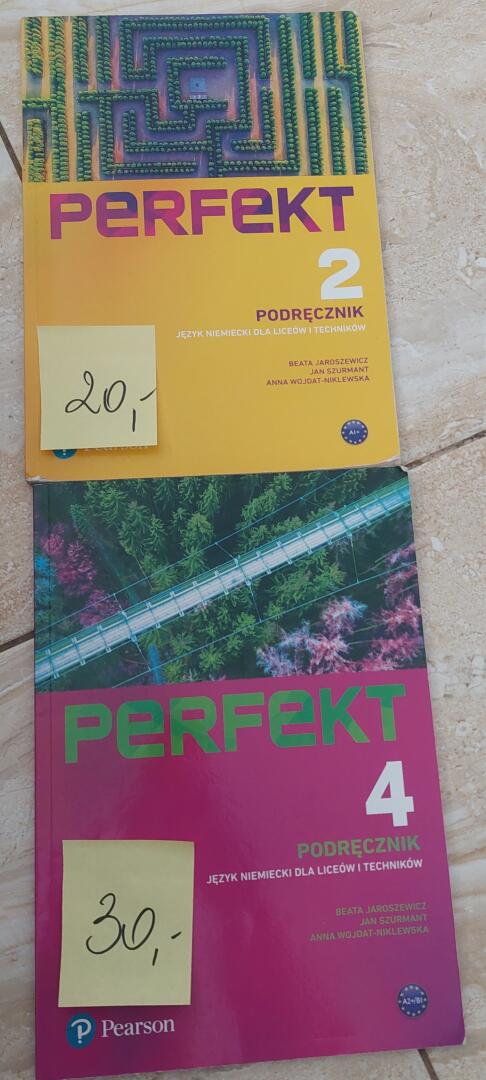 PERFEKT
2
PODRĘCZNIK
JĘZYK NIEMIECKI DLA LICEÓW I TECHNIKÓW
BEATA JAROSZEWICZ
JAN SZURMANT
ANNA WOJDAT-NIKLEWSKA
20,-
Pearson
A1+
PERFEKT
4
PODRĘCZNIK
JĘZYK NIEMIECKI DLA LICEÓW I TECHNIKÓW
BEATA JAROSZEWICZ
JAN SZURMANT
ANNA WOJDAT-NIKLEWSKA
30,-
A2+/B1
P Pearson